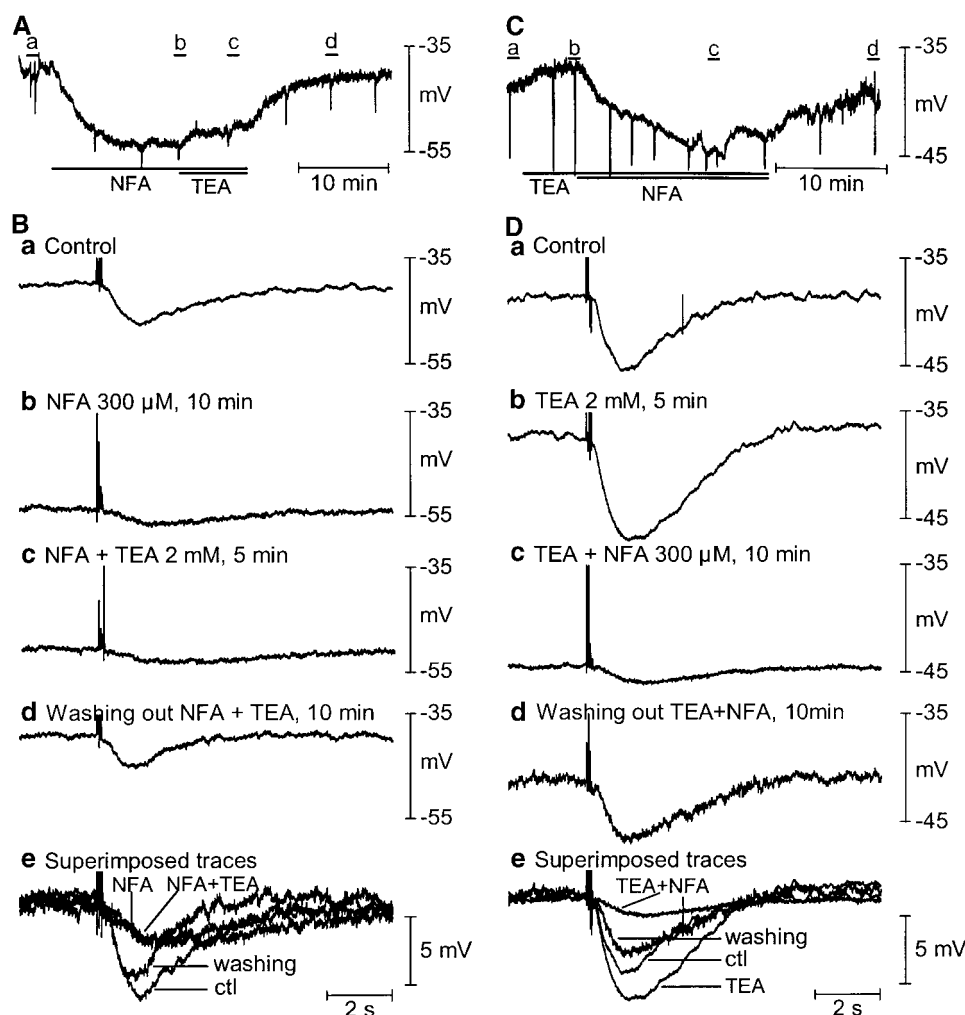 A
a
b
c
d
-35
mV
-55
NFA
TEA
10 min
B
a Control
-35
mV
-55
b NFA 300 µM, 10 min
-35
mV
-55
c NFA + TEA 2 mM, 5 min
-35
mV
-55
d Washing out NFA + TEA, 10 min
-35
mV
-55
e Superimposed traces
NFA NFA+TEA
washing
ctl
5 mV
2 s
C
a
b
c
d
-35
mV
-45
TEA
NFA
10 min
D
a Control
-35
mV
-45
b TEA 2 mM, 5 min
-35
mV
-45
c TEA + NFA 300 µM, 10 min
-35
mV
-45
d Washing out TEA+NFA, 10min
-35
mV
-45
e Superimposed traces
TEA+NFA
washing
ctl
TEA
5 mV
2 s